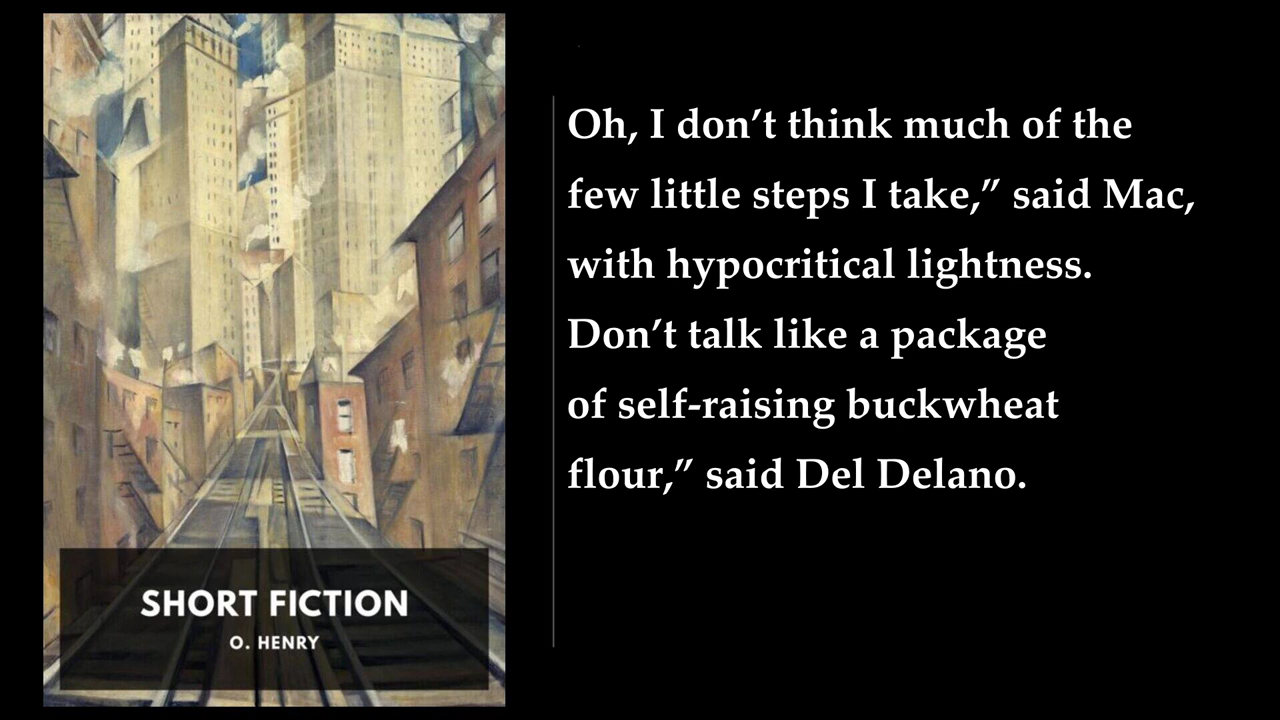 SHORT FICTION
O. HENRY
Oh, I don’t think much of the
few little steps I take,” said Mac,
with hypocritical lightness.
Don’t talk like a package
of self-raising buckwheat
flour,” said Del Delano.